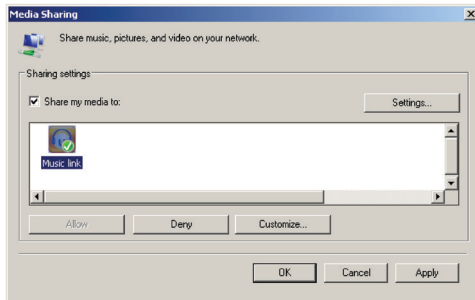 Media Sharing
Share music, pictures, and video on your network.
Sharing settings
Share my media to:
Settings...
Music link
Allow
Deny
Customize...
OK
Cancel
Apply